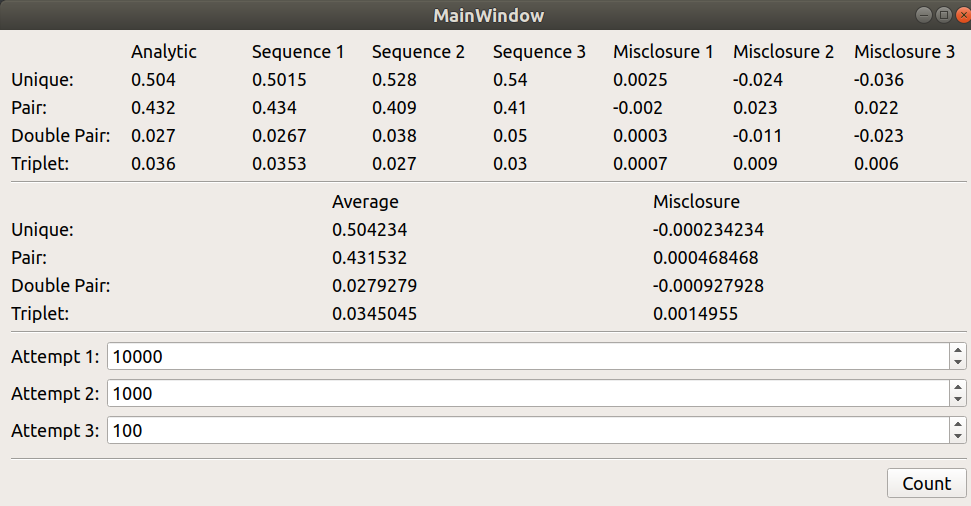 MainWindow
Analytic Sequence 1 Sequence 2 Sequence 3 Misclosure 1 Misclosure 2 Misclosure 3
Unique: 0.504 0.5015 0.528 0.54 0.0025 -0.024 -0.036
Pair: 0.432 0.434 0.409 0.41 -0.002 0.023 0.022
Double Pair: 0.027 0.0267 0.038 0.05 0.0003 -0.011 -0.023
Triplet: 0.036 0.0353 0.027 0.03 0.0007 0.009 0.006
Average Misclosure
Unique: 0.504234 -0.000234234
Pair: 0.431532 0.000468468
Double Pair: 0.0279279 -0.000927928
Triplet: 0.0345045 0.0014955
Attempt 1: 10000
Attempt 2: 1000
Attempt 3: 100
Count